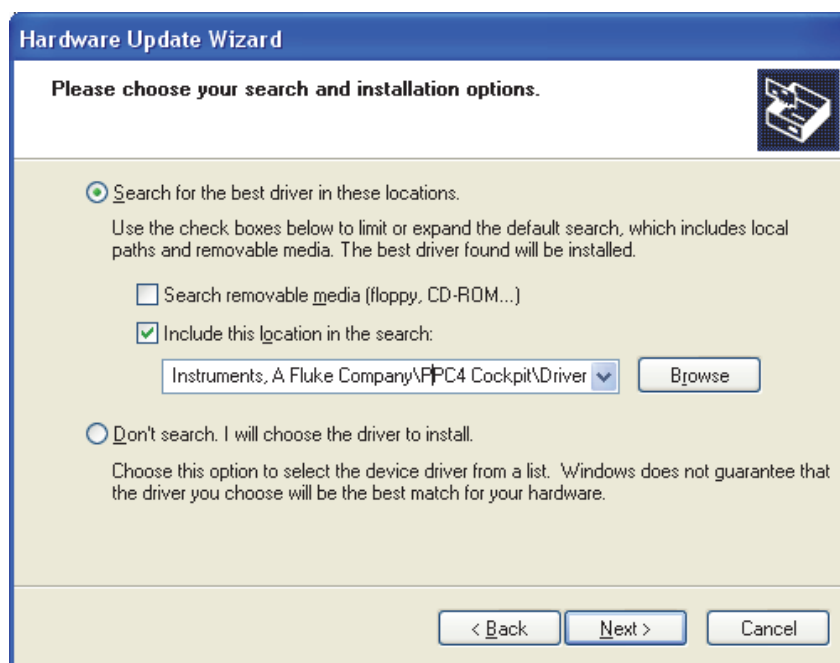 Hardware Update Wizard
Please choose your search and installation options.
Search for the best driver in these locations.
Use the check boxes below to limit or expand the default search, which includes local
paths and removable media. The best driver found will be installed.
Search removable media (floppy, CD-ROM...)
Include this location in the search:
Instruments, A Fluke Company\PPC4 Cockpit\Driver
Browse
Don't search. I will choose the driver to install.
Choose this option to select the device driver from a list. Windows does not guarantee that
the driver you choose will be the best match for your hardware.
< Back Next > Cancel